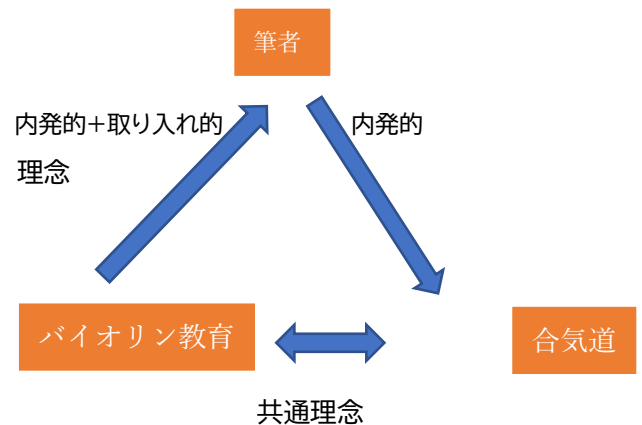 筆者
内発的+取り入れ的
内発的
理念
バイオリン教育
合気道
共通理念